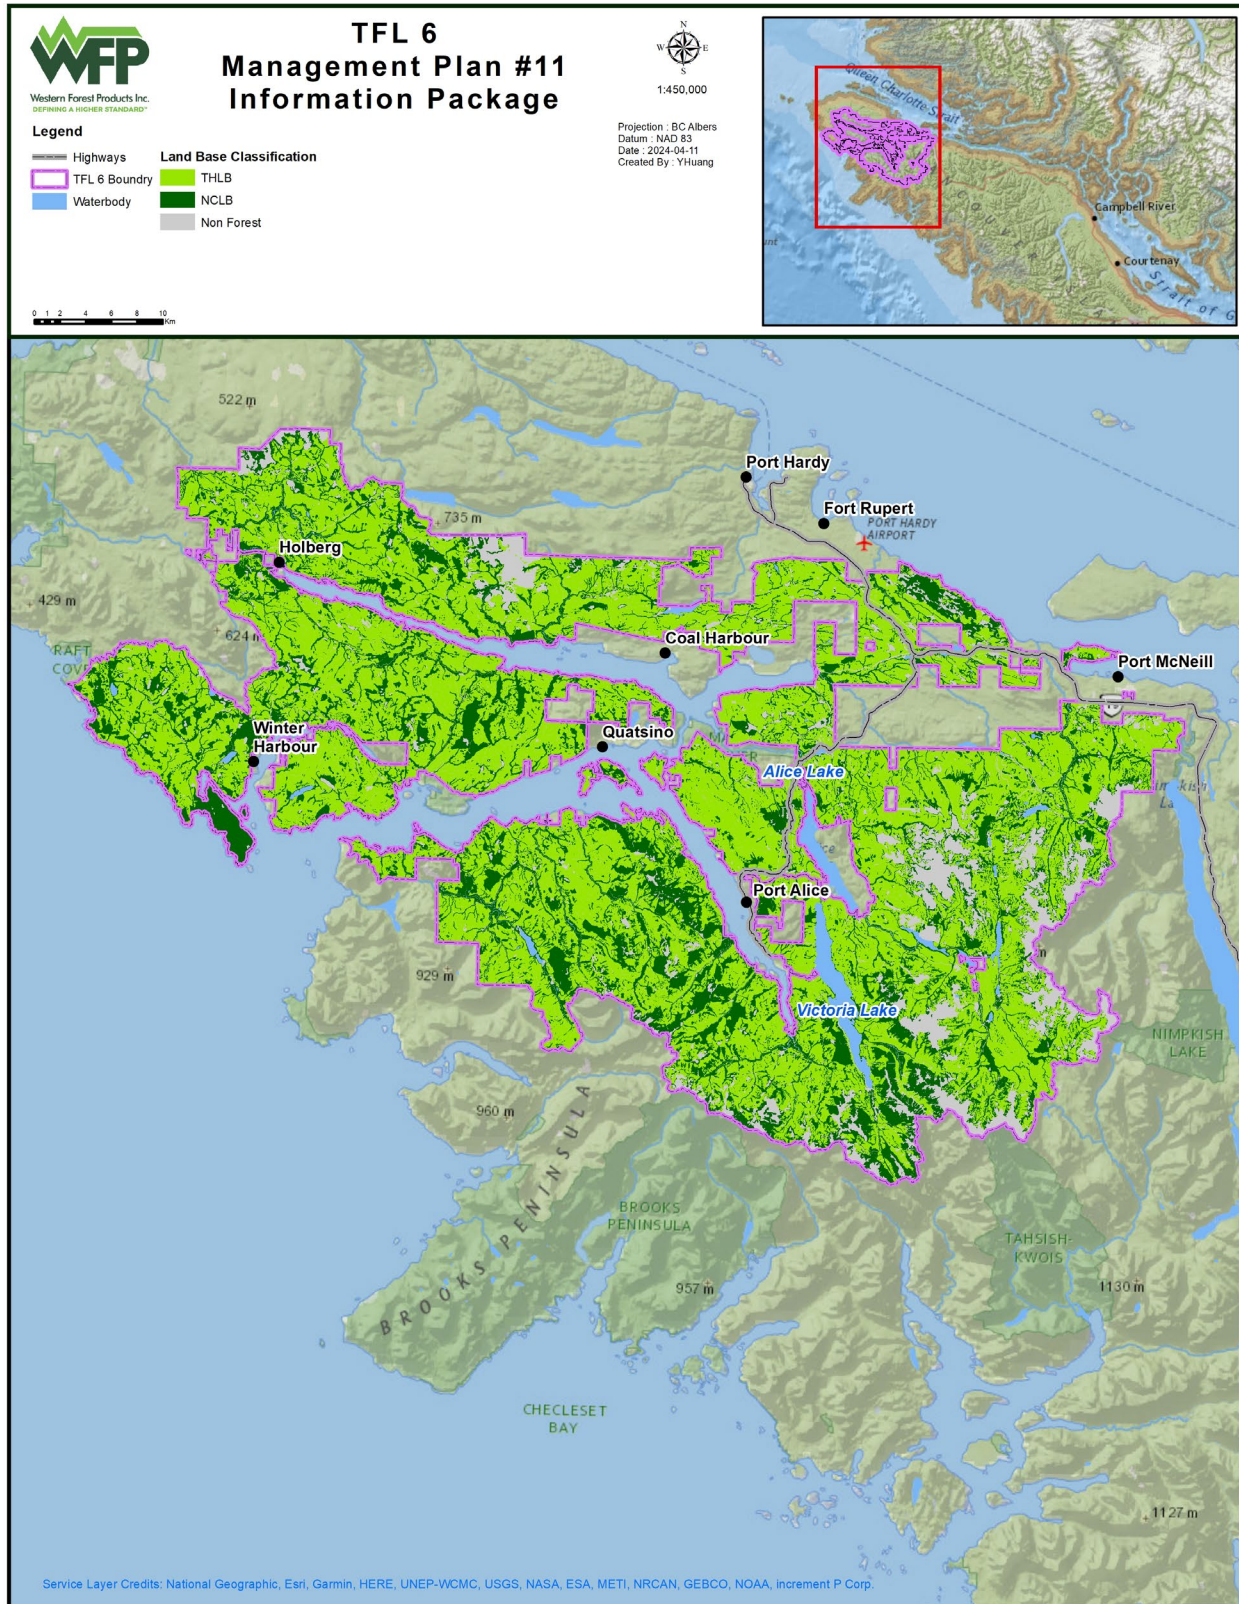 WFP
Western Forest Products Inc.
DEFINING A HIGHER STANDARD™
TFL 6
Management Plan #11
Information Package
N
W E
S
1:450,000
Projection : BC Albers
Datum : NAD 83
Date : 2024-04-11
Created By : YHuang
Legend
Highways
TFL 6 Boundry
Waterbody
Land Base Classification
THLB
NCLB
Non Forest
0 1 2 4 6 8 10
Km
Queen Charlotte Strait
Campbell River
Courtenay
Strait of G
522 m
Port Hardy
Fort Rupert
PORT HARDY
AIRPORT
735 m
Holberg
429 m
624 m
RAFT
COVE
Coal Harbour
Port McNeill
Winter
Harbour
Quatsino
Alice Lake
Port Alice
929 m
Victoria Lake
NIMPKISH
LAKE
960 m
BROOKS PENINSULA
BROOKS
PENINSULA
TAHSISH-
KWOIS
957 m
1130 m
CHECLESET
BAY
1127 m
Service Layer Credits: National Geographic, Esri, Garmin, HERE, UNEP-WCMC, USGS, NASA, ESA, METI, NRCAN, GEBCO, NOAA, increment P Corp.